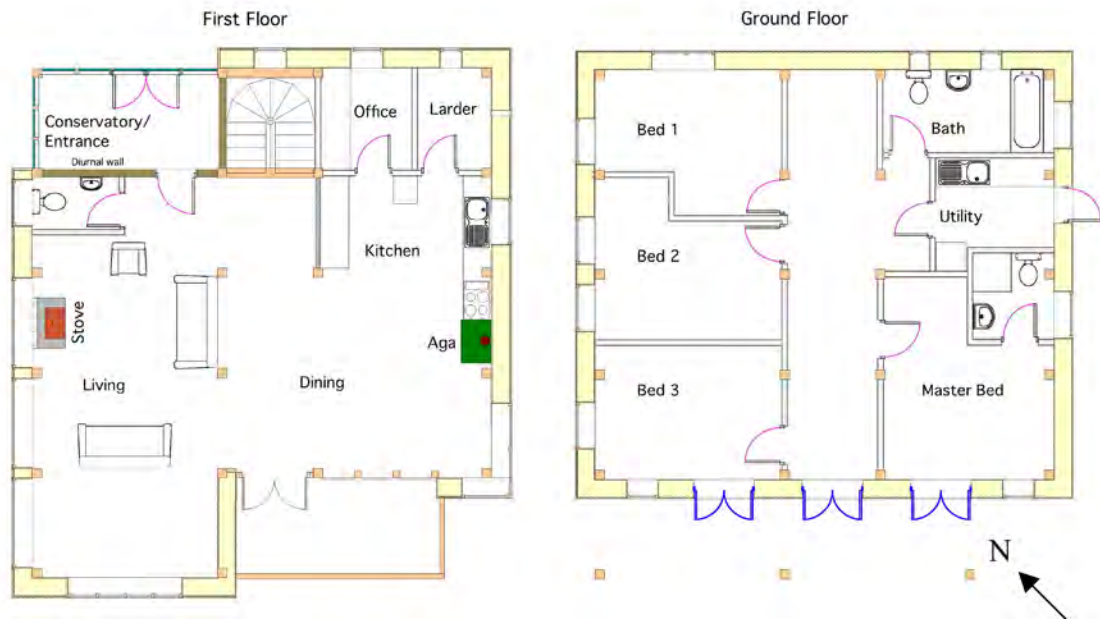 First Floor
Ground Floor
Conservatory/
Entrance
Diurnal wall
Office
Larder
Kitchen
Stove
Aga
Living
Dining
Bed 1
Bath
Utility
Bed 2
Bed 3
Master Bed
N